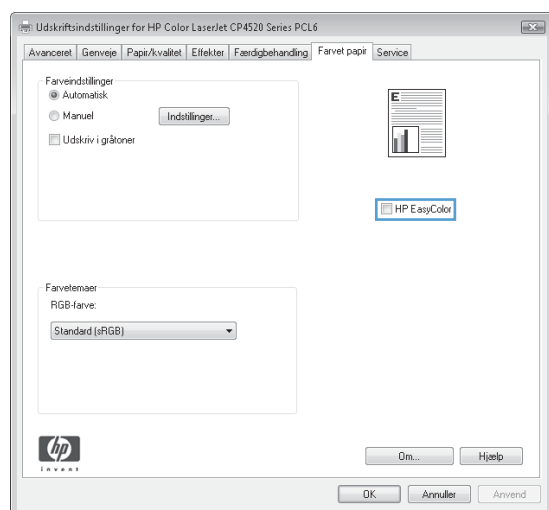 Udskriftsindstillinger for HP Color LaserJet CP4520 Series PCL6
Avanceret Genveje Papir/kvalitet Effekter Færdigbehandling Farvet papir Service
Farveindstillinger
Automatisk
Manuel Indstillinger...
Udskriv i gråtoner
E
HP EasyColor
Farvetemaer
RGB-farve:
Standard (sRGB)
hp
invent
Om... Hjælp
OK Annuller Anvend